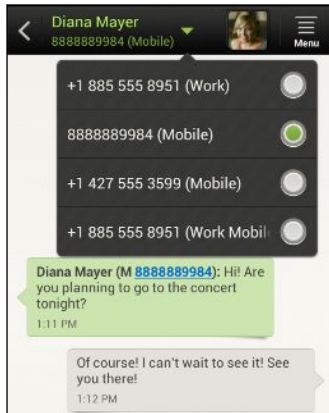 Diana Mayer
8888889984 (Mobile)
Menu
+1 885 555 8951 (Work)
8888889984 (Mobile)
+1 427 555 3599 (Mobile)
+1 885 555 8951 (Work Mobil
Diana Mayer (M 8888889984): Hi! Are
you planning to go to the concert
tonight?
1:11 PM
Of course! I can't wait to see it! See
you there!
1:12 PM